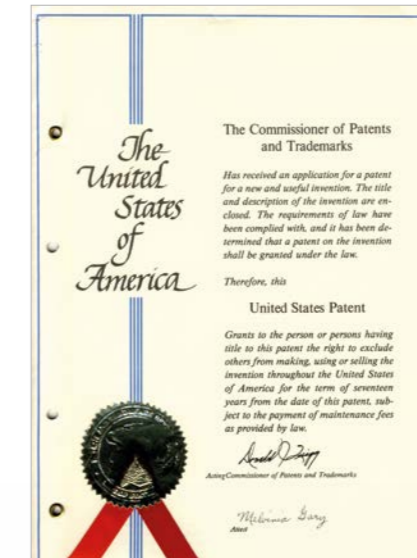 The
United
States
of
America
The Commissioner of Patents
and Trademarks
Has received an application for a patent
for a new and useful invention. The title
and description of the invention are en-
closed. The requirements of law have
been complied with, and it has been de-
termined that a patent on the invention
shall be granted under the law.
Therefore, this
United States Patent
Grants to the person or persons having
title to this patent the right to exclude
others from making, using or selling the
invention throughout the United States
of America for the term of seventeen
years from the date of this patent, sub-
ject to the payment of maintenance fees
as provided by law.
Acting Commissioner of Patents and Trademarks
Melvinia Gary
Attest